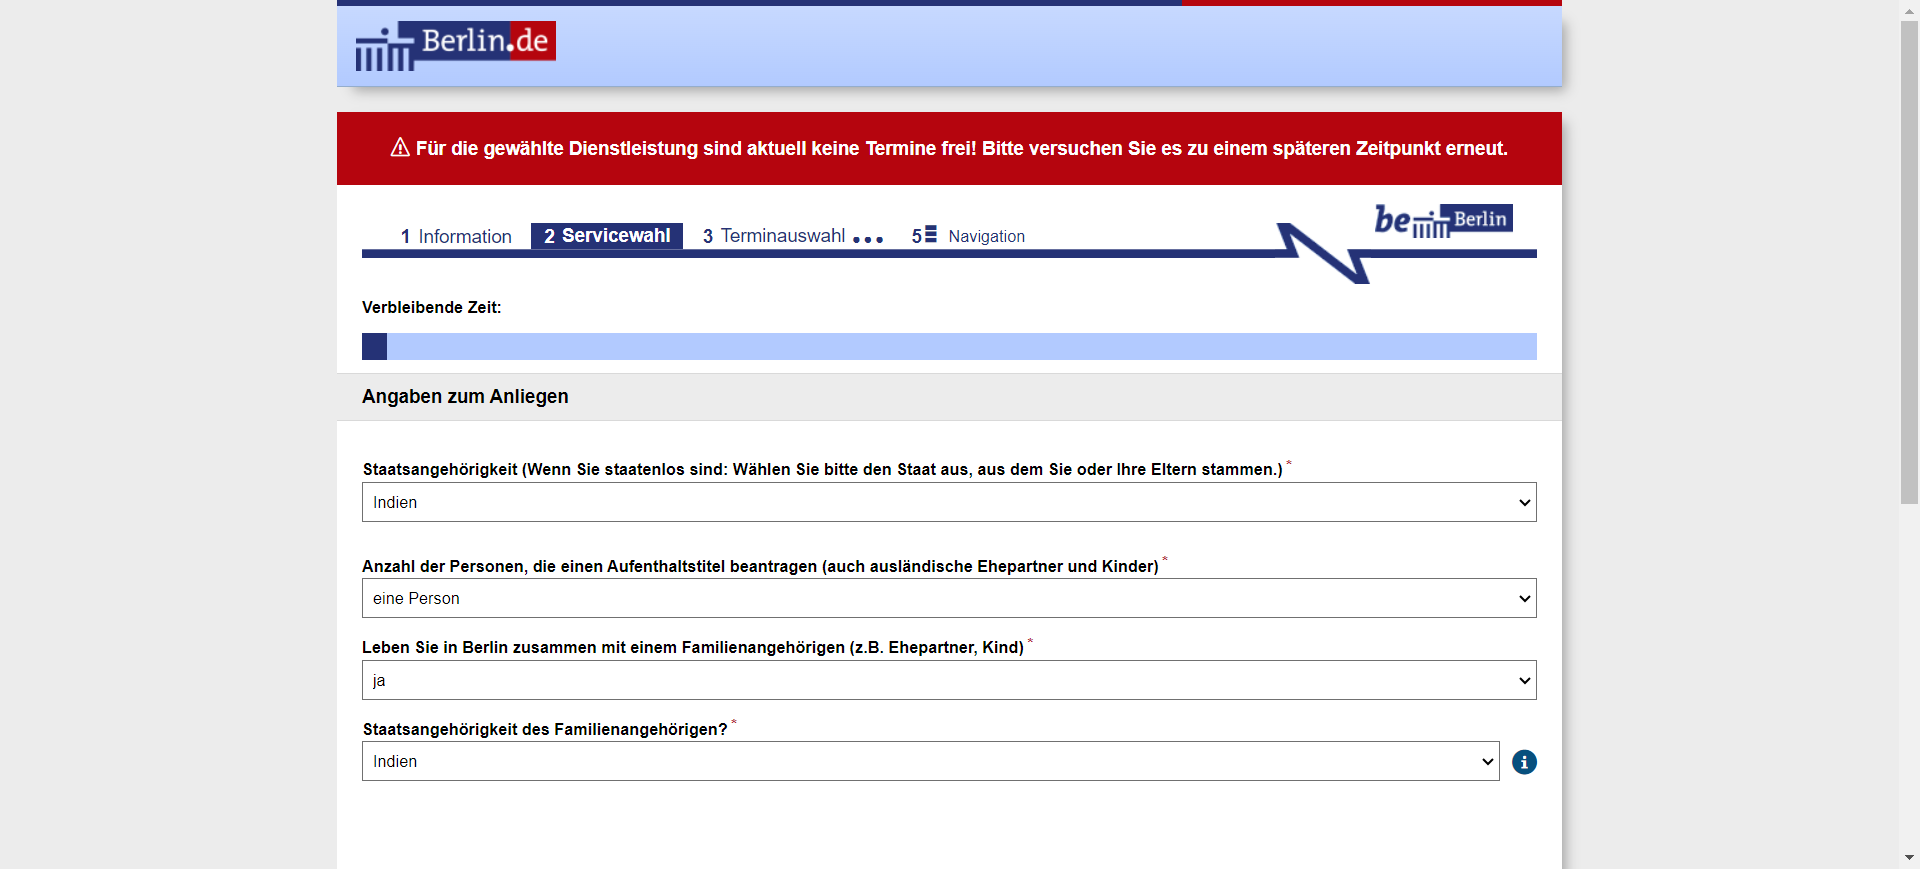 Berlin.de
Für die gewählte Dienstleistung sind aktuell keine Termine frei! Bitte versuchen Sie es zu einem späteren Zeitpunkt erneut.
be Berlin
1 Information 2 Servicewahl 3 Terminauswahl ••• 5 Navigation
Verbleibende Zeit:
Angaben zum Anliegen
Staatsangehörigkeit (Wenn Sie staatenlos sind: Wählen Sie bitte den Staat aus, aus dem Sie oder Ihre Eltern stammen.) *
Indien
Anzahl der Personen, die einen Aufenthaltstitel beantragen (auch ausländische Ehepartner und Kinder) *
eine Person
Leben Sie in Berlin zusammen mit einem Familienangehörigen (z.B. Ehepartner, Kind) *
ja
Staatsangehörigkeit des Familienangehörigen? *
Indien